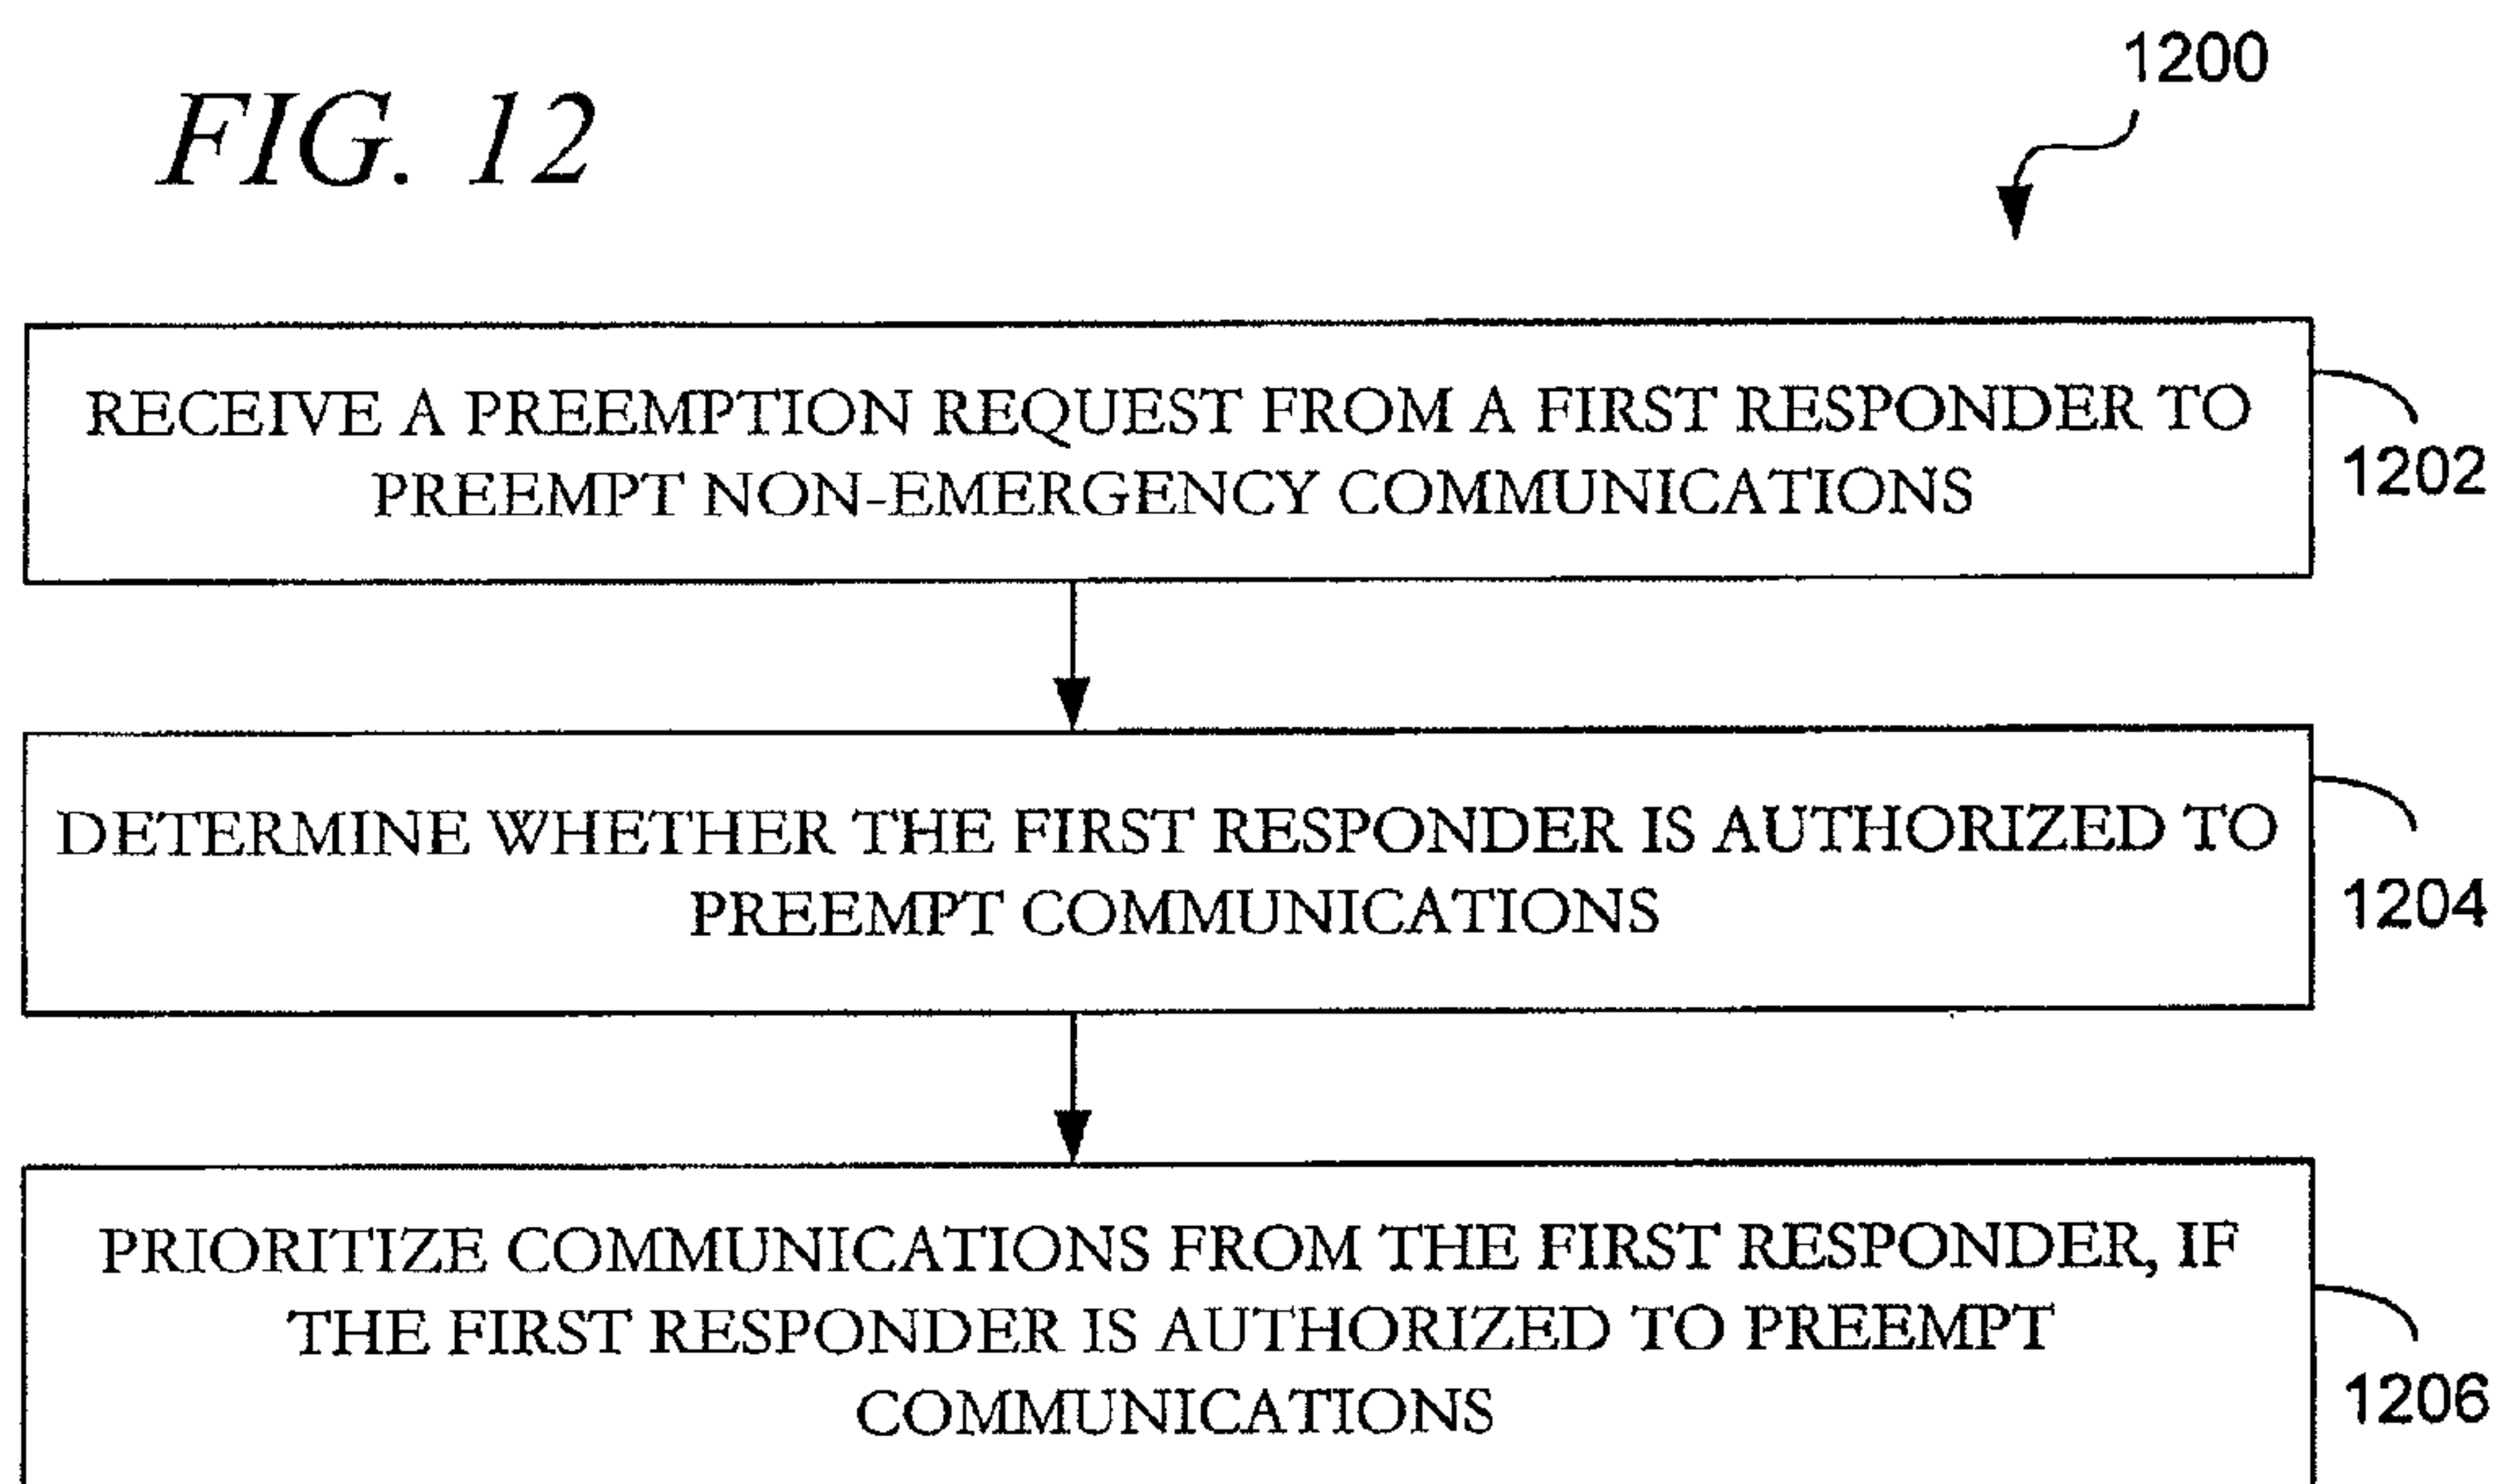 1200
FIG. 12
RECEIVE A PREEMPTION REQUEST FROM A FIRST RESPONDER TO
PREEMPT NON-EMERGENCY COMMUNICATIONS
1202
DETERMINE WHETHER THE FIRST RESPONDER IS AUTHORIZED TO
PREEMPT COMMUNICATIONS
1204
PRIORITIZE COMMUNICATIONS FROM THE FIRST RESPONDER, IF
THE FIRST RESPONDER IS AUTHORIZED TO PREEMPT
COMMUNICATIONS
1206